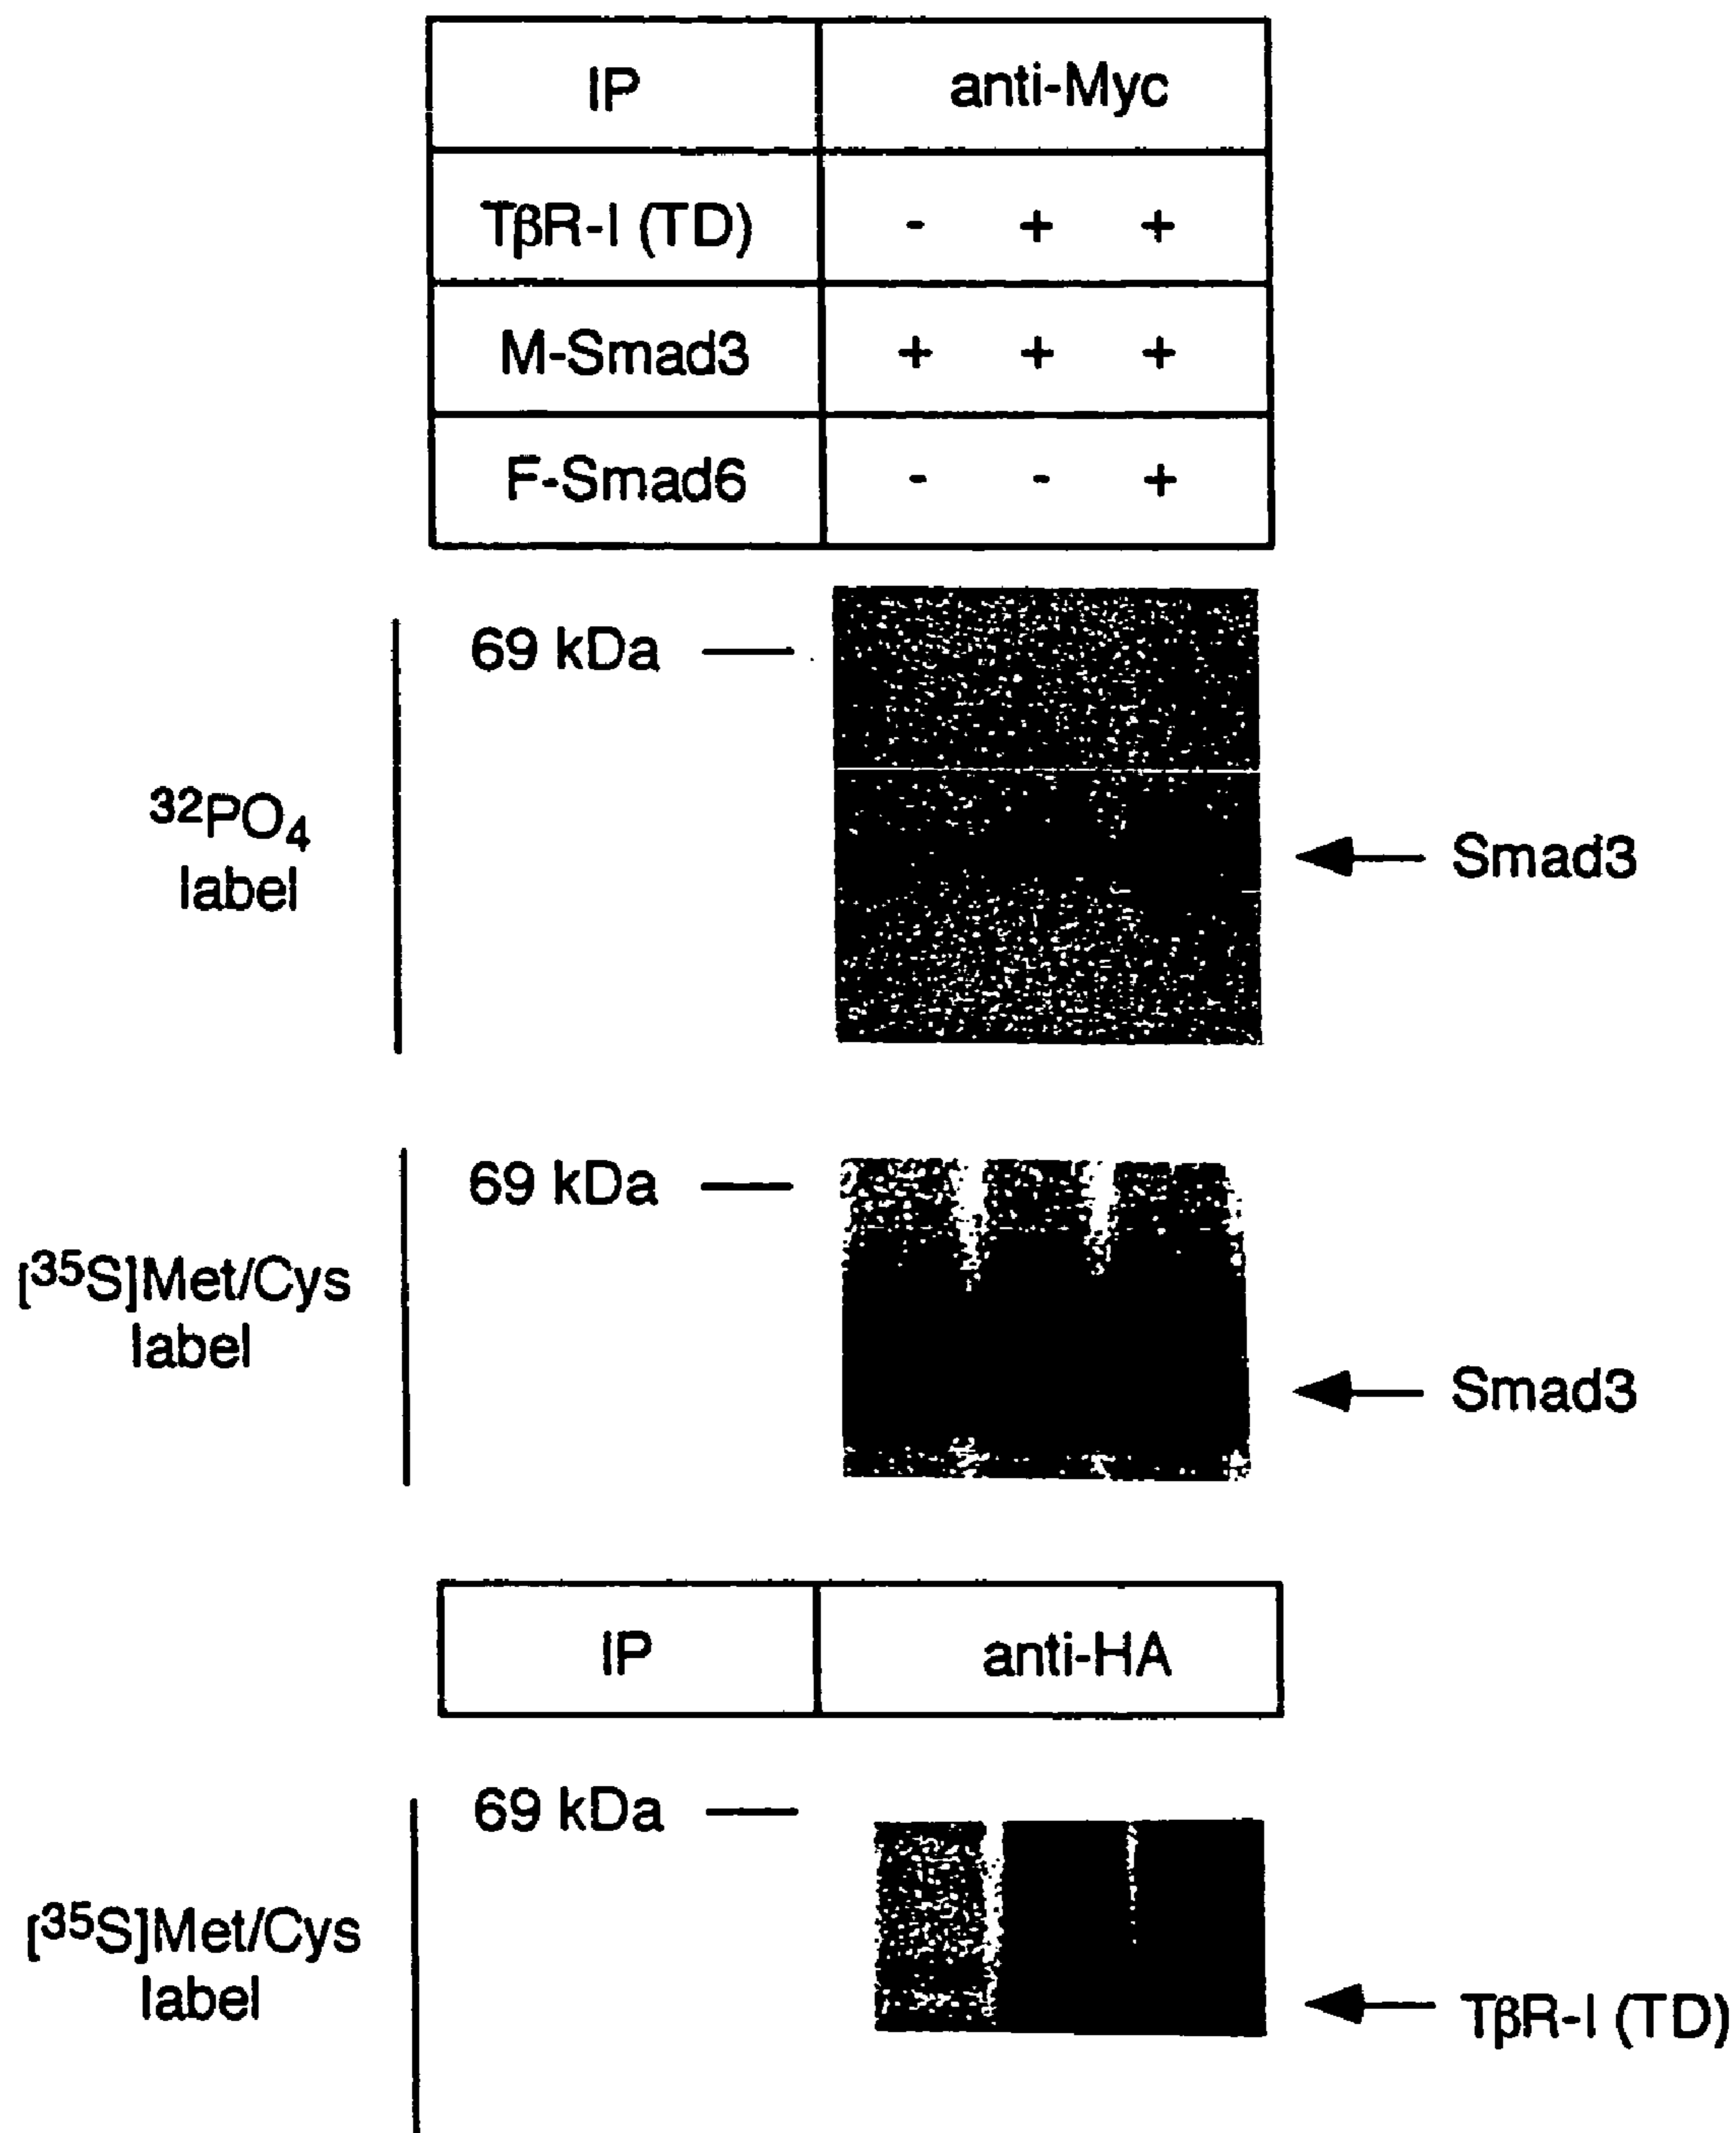 IP anti-Myc
TβR-I (TD) - + +
M-Smad3 + + +
F-Smad6 - - +
69 kDa
³²PO₄
label
Smad3
69 kDa
[³⁵S]Met/Cys
label
Smad3
IP anti-HA
69 kDa
[³⁵S]Met/Cys
label
TβR-I (TD)